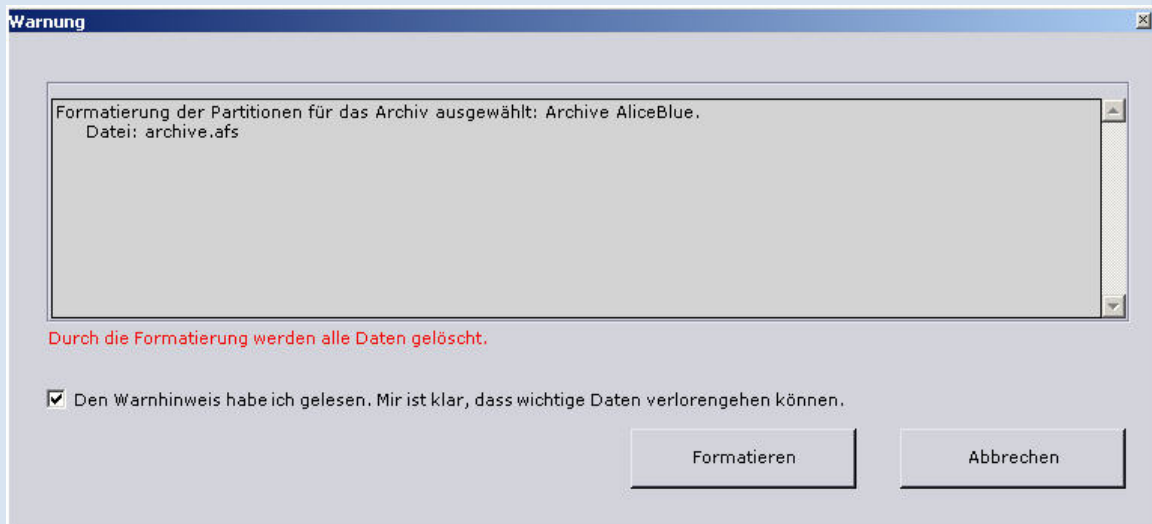 Warnung
Formatierung der Partitionen für das Archiv ausgewählt: Archive AliceBlue.
Datei: archive.afs
Durch die Formatierung werden alle Daten gelöscht.
Den Warnhinweis habe ich gelesen. Mir ist klar, dass wichtige Daten verlorengehen können.
Formatieren
Abbrechen